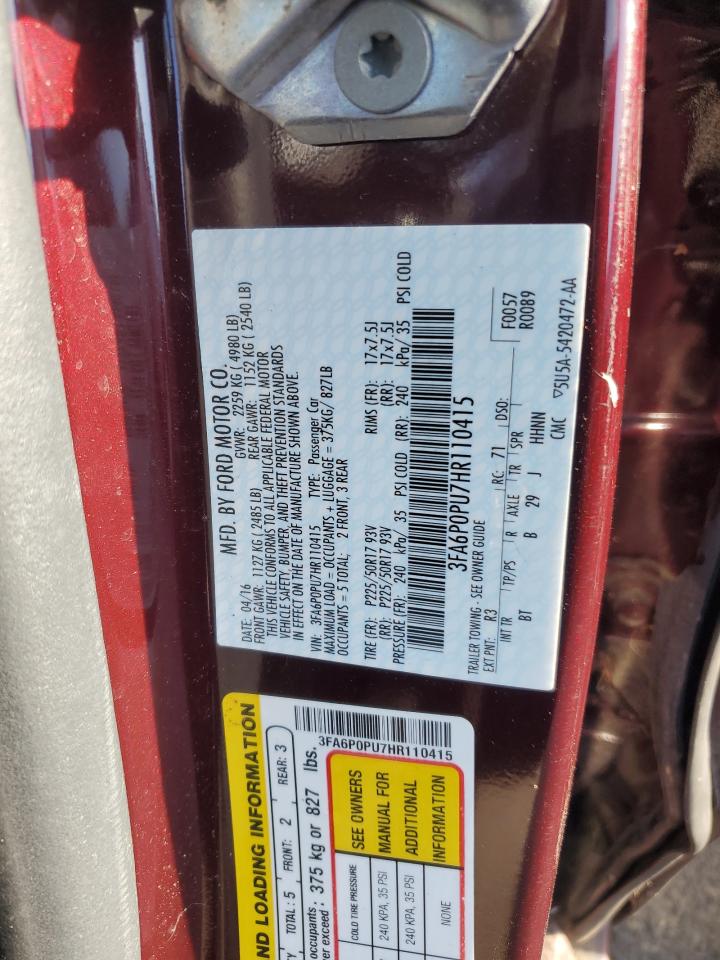 MFD. BY FORD MOTOR CO.
DATE: 04/16 GVWR: 2259 KG ( 4980 LB)
FRONT GAWR: 1127 KG ( 2485 LB) REAR GAWR: 1152 KG ( 2540 LB)
THIS VEHICLE CONFORMS TO ALL APPLICABLE FEDERAL MOTOR
VEHICLE SAFETY, BUMPER, AND THEFT PREVENTION STANDARDS
IN EFFECT ON THE DATE OF MANUFACTURE SHOWN ABOVE.
VIN: 3FA6P0PU7HR110415 TYPE: Passenger Car
MAXIMUM LOAD = OCCUPANTS + LUGGAGE = 375KG/ 827LB
OCCUPANTS = 5 TOTAL: 2 FRONT, 3 REAR
TIRE (FR): P225/50R17 93V RIMS (FR): 17x7.5J
(RR): P225/50R17 93V (RR): 17x7.5J
PRESSURE (FR): 240 kPa/ 35 PSI COLD (RR): 240 kPa/ 35 PSI COLD
3FA6P0PU7HR110415
TRAILER TOWING - SEE OWNER GUIDE
EXT PNT: R3 RC: 71 DSO: F0057
R0089
INT TR TP/PS R AXLE TR SPR
BT B 29 J HHNN
CMC ▽5U5A-5420472-AA
ND LOADING INFORMATION
TOTAL: 5 FRONT: 2 REAR: 3
occupants
er exceed: 375 kg or 827 lbs.
3FA6P0PU7HR110415
COLD TIRE PRESSURE
240 KPA, 35 PSI
240 KPA, 35 PSI
NONE
SEE OWNERS
MANUAL FOR
ADDITIONAL
INFORMATION